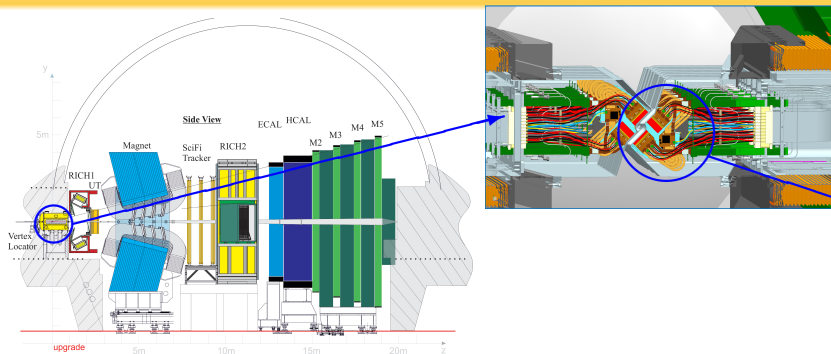 y
5m
Side View
ECAL
HCAL
M2
M3
M4
M5
Magnet
SciFi
Tracker
RICH2
RICH1
UT
Vertex
Locator
upgrade
5m
10m
15m
20m
z